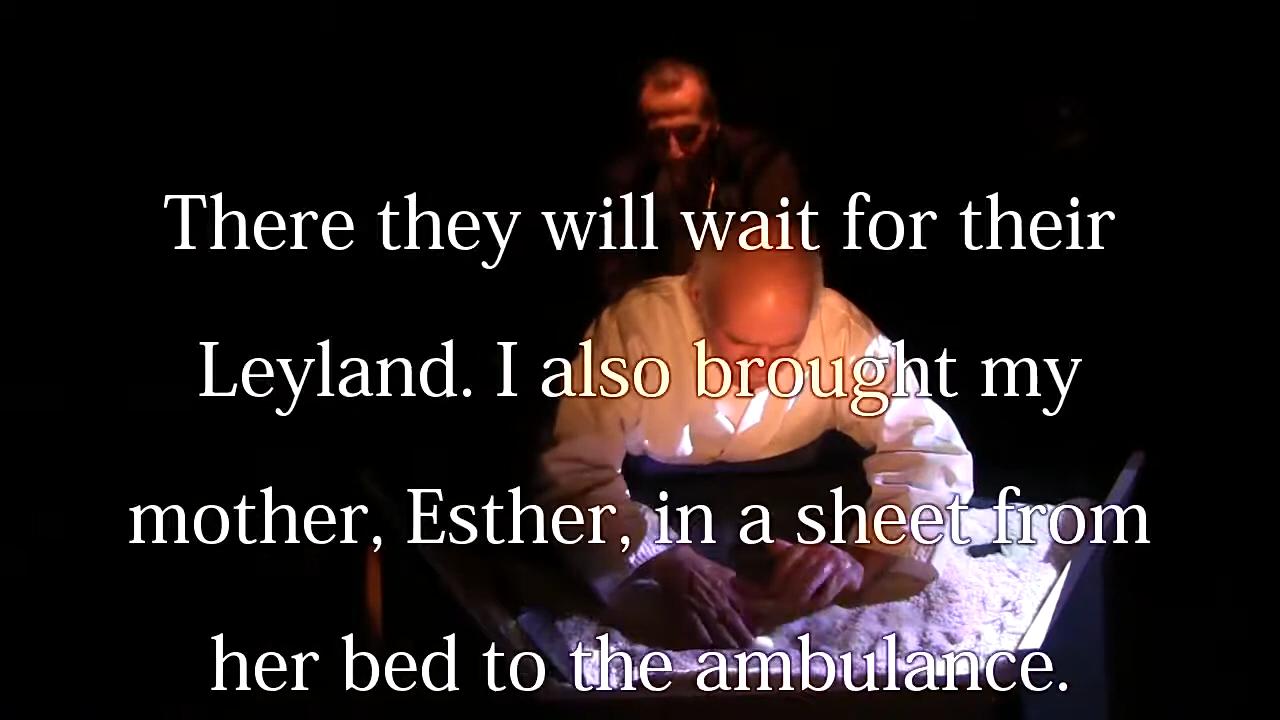 There they will wait for their
Leyland. I also brought my
mother, Esther, in a sheet from
her bed to the ambulance.